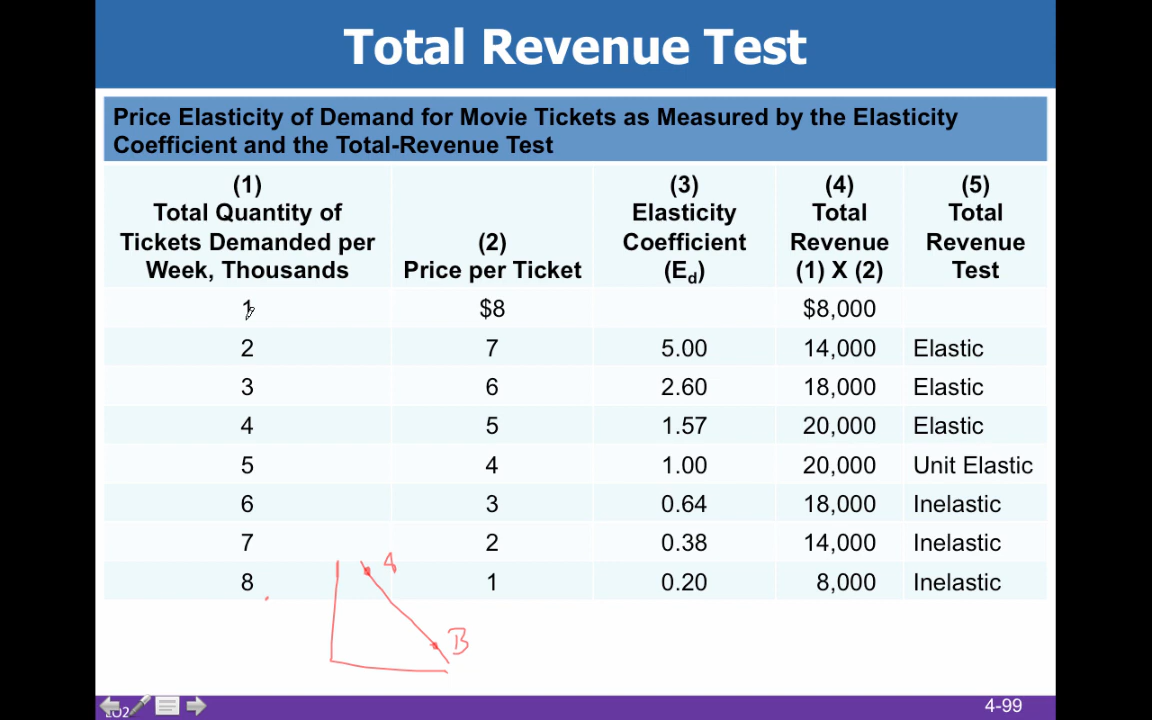 Total Revenue Test
Price Elasticity of Demand for Movie Tickets as Measured by the Elasticity
Coefficient and the Total-Revenue Test
(1)
Total Quantity of
Tickets Demanded per
Week, Thousands
(2)
Price per Ticket
(3)
Elasticity
Coefficient
(Ed)
(4)
Total
Revenue
(1) X (2)
(5)
Total
Revenue
Test
1 $8 $8,000
2 7 5.00 14,000 Elastic
3 6 2.60 18,000 Elastic
4 5 1.57 20,000 Elastic
5 4 1.00 20,000 Unit Elastic
6 3 0.64 18,000 Inelastic
7 2 0.38 14,000 Inelastic
8 1 0.20 8,000 Inelastic
B
LO2
4-99